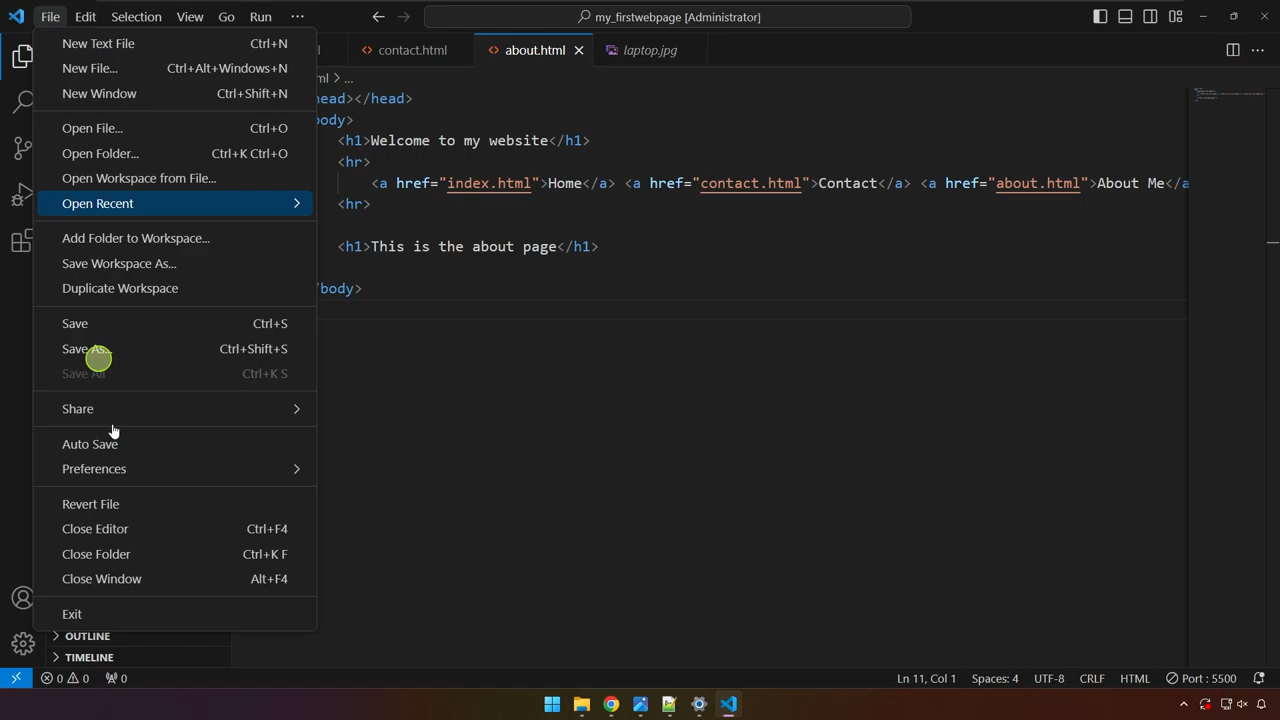 File Edit Selection View Go Run ···
my_firstwebpage [Administrator]
New Text File Ctrl+N
New File... Ctrl+Alt+Windows+N
New Window Ctrl+Shift+N
Open File... Ctrl+O
Open Folder... Ctrl+K Ctrl+O
Open Workspace from File...
Open Recent
Add Folder to Workspace...
Save Workspace As...
Duplicate Workspace
Save Ctrl+S
Save As... Ctrl+Shift+S
Save All Ctrl+K S
Share
Auto Save
Preferences
Revert File
Close Editor Ctrl+F4
Close Folder Ctrl+K F
Close Window Alt+F4
Exit
OUTLINE
TIMELINE
l <> contact.html <> about.html laptop.jpg
ml > ...
ead></head>
ody>
<h1>Welcome to my website</h1>
<hr>
<a href="index.html">Home</a> <a href="contact.html">Contact</a> <a href="about.html">About Me</a
<hr>
<h1>This is the about page</h1>
/body>
0 0 0 Ln 11, Col 1 Spaces: 4 UTF-8 CRLF HTML Port : 5500